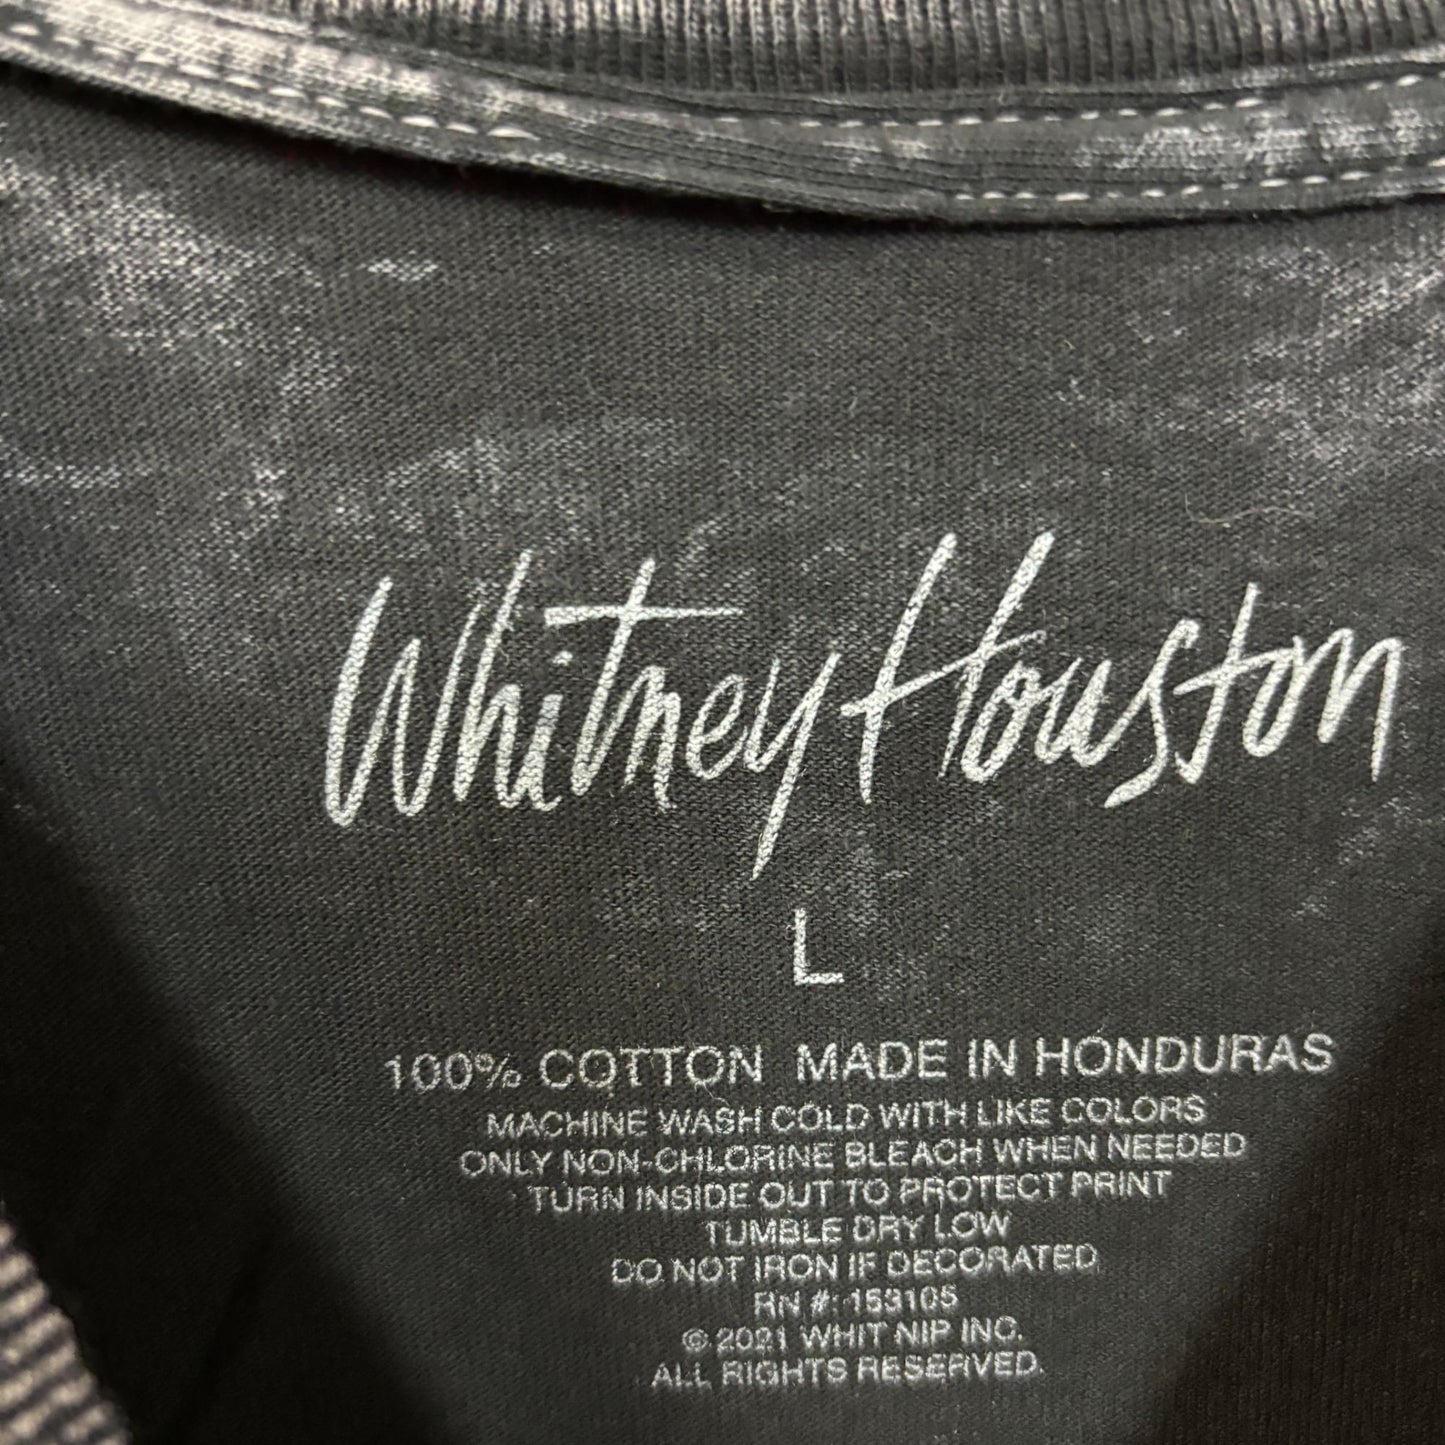 Whitney Houston
L
100% COTTON MADE IN HONDURAS
MACHINE WASH COLD WITH LIKE COLORS
ONLY NON-CHLORINE BLEACH WHEN NEEDED
TURN INSIDE OUT TO PROTECT PRINT
TUMBLE DRY LOW
DO NOT IRON IF DECORATED
RN #: 153105
© 2021 WHIT NIP INC.
ALL RIGHTS RESERVED.